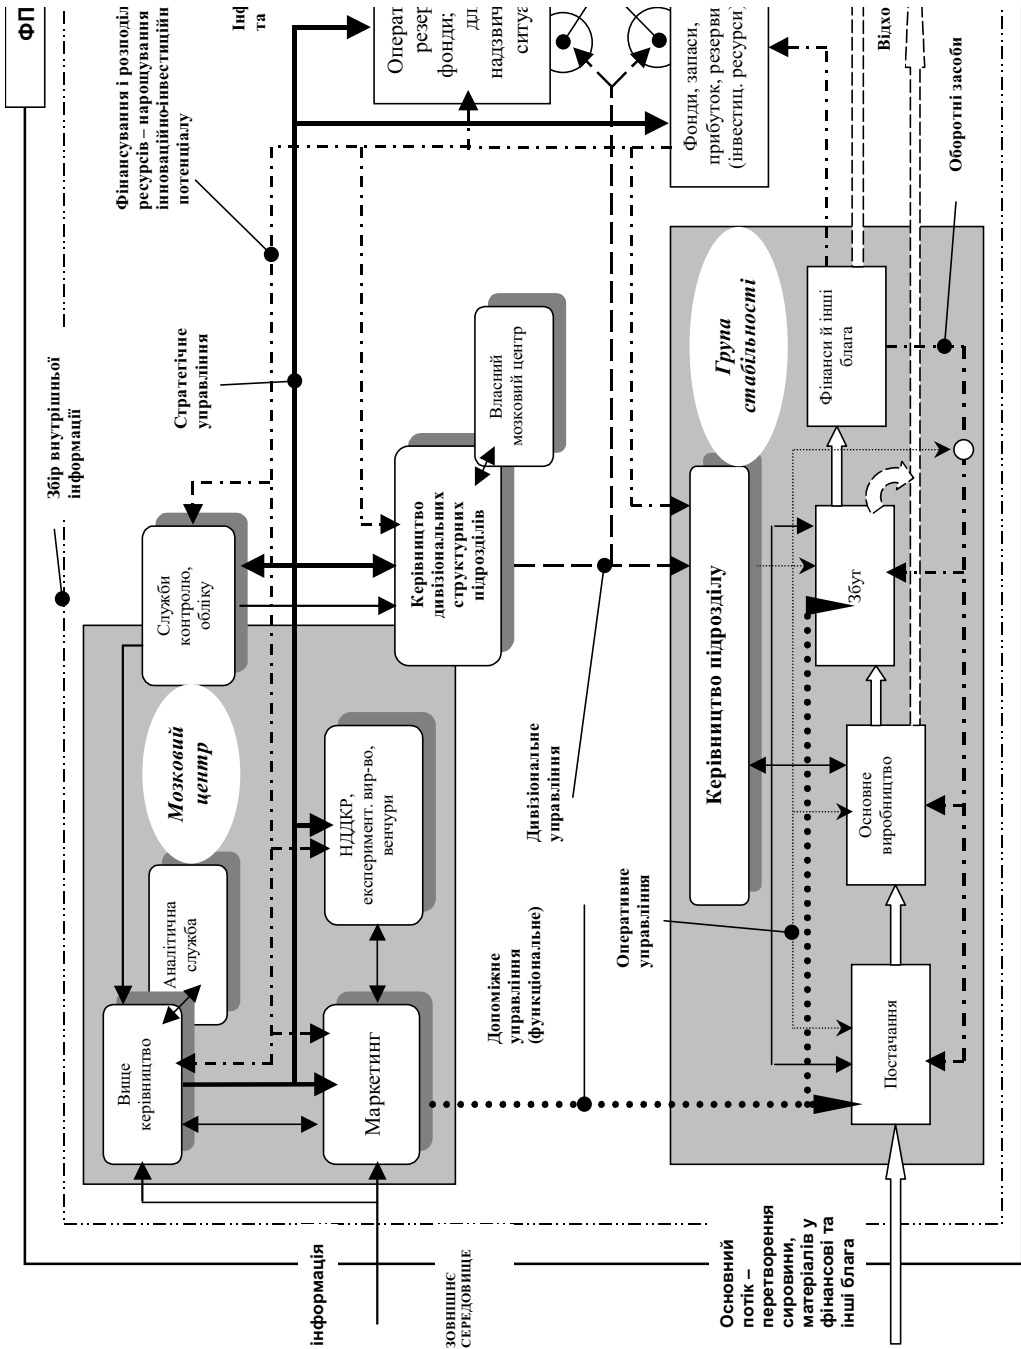 ФП
Фінансування і розподіл
ресурсів – нарощування
інноваційно-інвестиційн
потенціалу
та
фонди;
Фонди, запаси,
прибуток, резерви
(інвестиц. ресурси)
Оборотні засоби
Збір внутрішньої
інформації
Стратегічне
управління
Власний
мозковий центр
Група
стабільності
Фінанси й інші
блага
Служби
контролю,
обліку
Керівництво
дивізіональних
структурних
підрозділів
Керівництво підрозділу
Збут
Мозковий
центр
НДДКР,
експеримент. вир-во,
венчури
Дивізіональне
управління
Основне
виробництво
Аналітична
служба
Допоміжне
управління
(функціональне)
Оперативне
управління
Вище
керівництво
Маркетинг
Постачання
інформація
ЗОВНІШНЄ
СЕРЕДОВИЩЕ
Основний
потік –
перетворення
сировини,
матеріалів у
фінансові та
інші блага